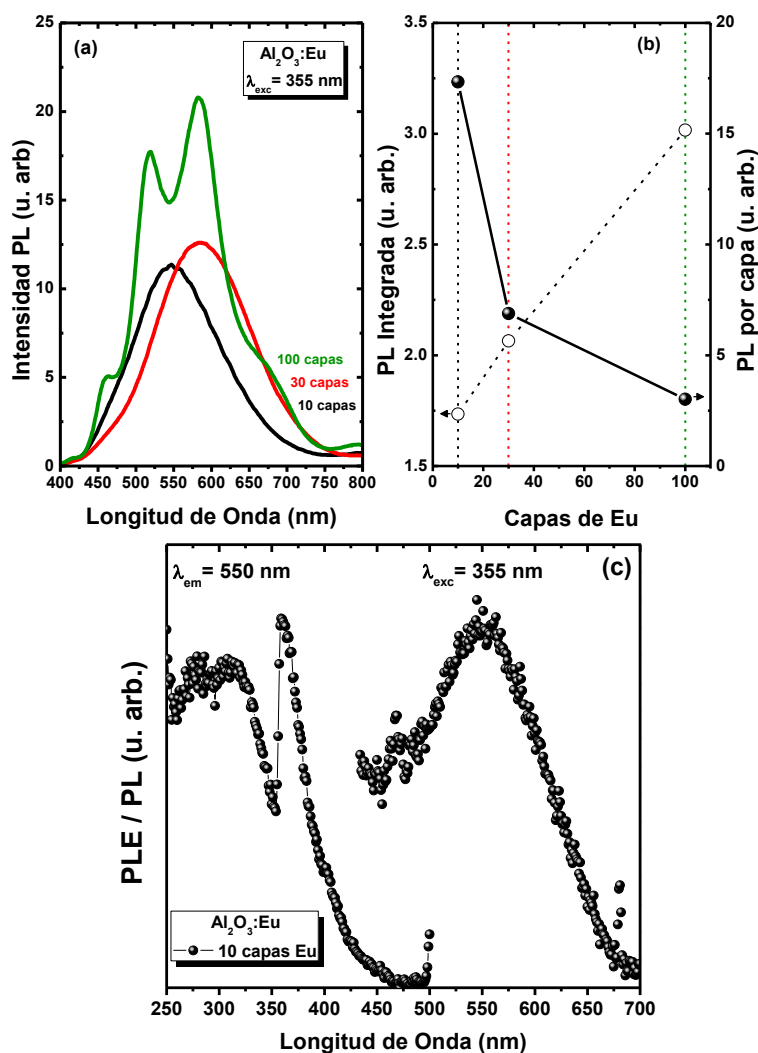 (a)
Al₂O₃:Eu
λexc= 355 nm
25
20
15
10
5
0
Intensidad PL (u. arb)
100 capas
30 capas
10 capas
400 450 500 550 600 650 700 750 800
Longitud de Onda (nm)
(b)
3.5
3.0
2.5
2.0
1.5
PL Integrada (u. arb.)
20
15
10
5
0
PL por capa (u. arb.)
0 20 40 60 80 100
Capas de Eu
λem= 550 nm
λexc= 355 nm
(c)
PLE / PL (u. arb.)
Al₂O₃:Eu
10 capas Eu
250 300 350 400 450 500 550 600 650 700
Longitud de Onda (nm)